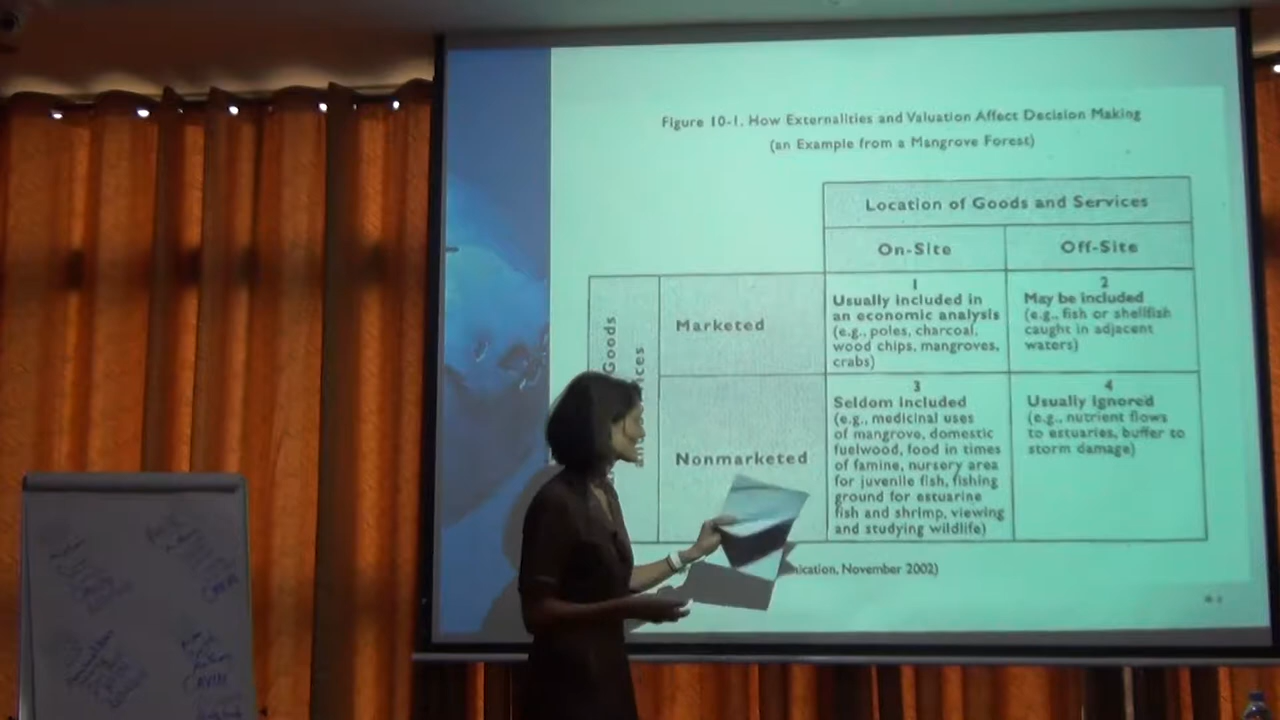 Figure 10-1. How Externalities and Valuation Affect Decision Making
(an Example from a Mangrove Forest)
Location of Goods and Services
On-Site
Off-Site
Goods
Marketed
1
Usually included in
an economic analysis
(e.g., poles, charcoal,
wood chips, mangroves,
crabs)
2
May be included
(e.g., fish or shellfish
caught in adjacent
waters)
Nonmarketed
3
Seldom included
(e.g., medicinal uses
of mangrove, domestic
fuelwood, food in times
of famine, nursery area
for juvenile fish, fishing
ground for estuarine
fish and shrimp, viewing
and studying wildlife)
4
Usually Ignored
(e.g., nutrient flows
to estuaries, buffer to
storm damage)
November 2002)